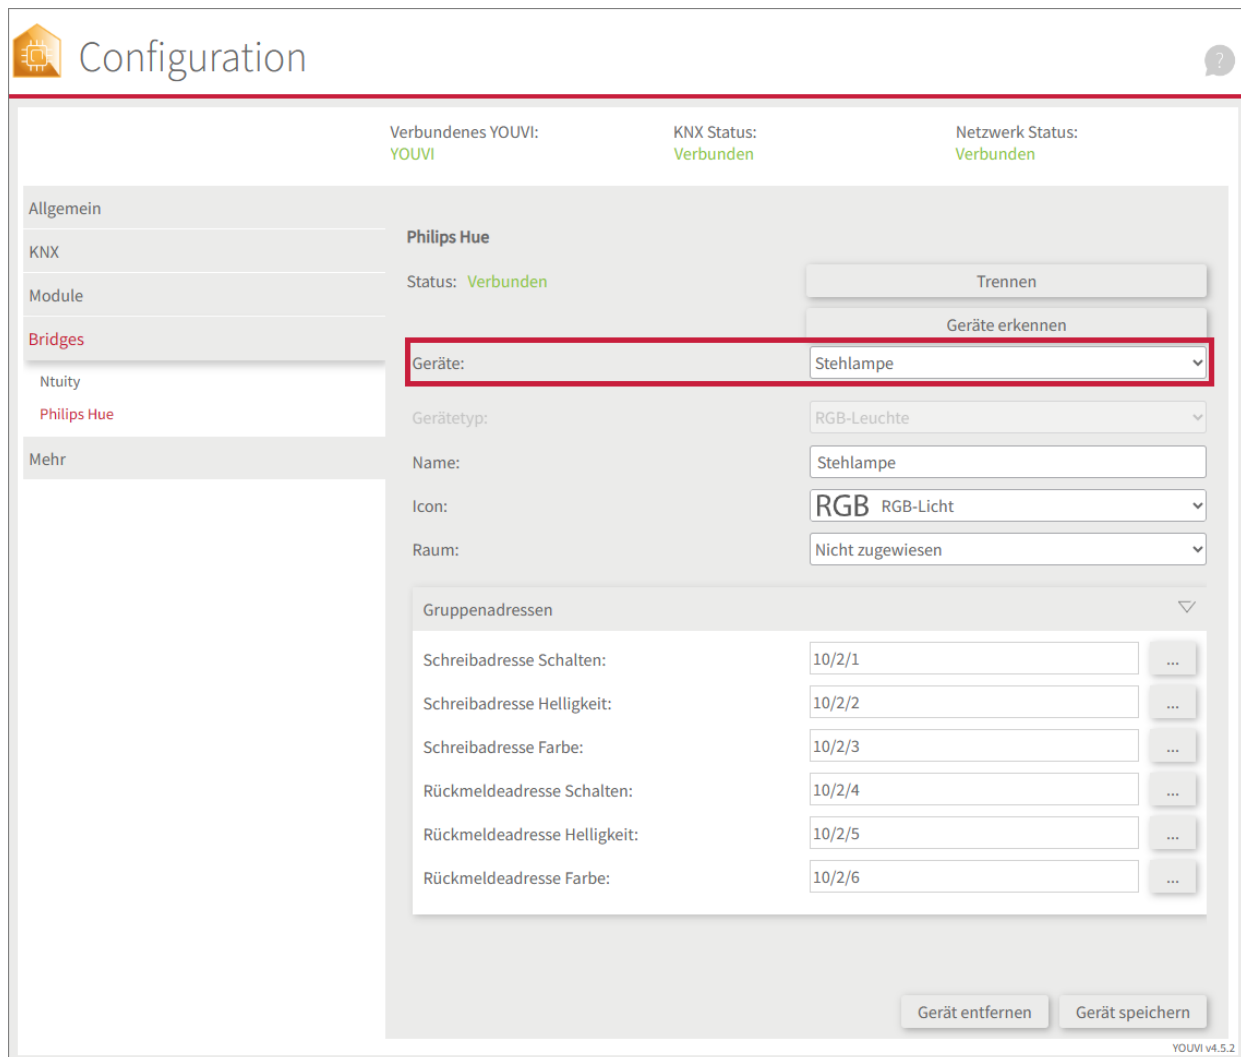 Configuration
?
Verbundenes YOUVI: KNX Status: Netzwerk Status:
YOUVI Verbunden Verbunden
Allgemein
KNX
Module
Bridges
Ntuity
Philips Hue
Mehr
Philips Hue
Status: Verbunden Trennen
Geräte erkennen
Geräte: Stehlampe
Gerätetyp: RGB-Leuchte
Name: Stehlampe
Icon: RGB RGB-Licht
Raum: Nicht zugewiesen
Gruppenadressen
Schreibadresse Schalten: 10/2/1 ...
Schreibadresse Helligkeit: 10/2/2 ...
Schreibadresse Farbe: 10/2/3 ...
Rückmeldeadresse Schalten: 10/2/4 ...
Rückmeldeadresse Helligkeit: 10/2/5 ...
Rückmeldeadresse Farbe: 10/2/6 ...
Gerät entfernen Gerät speichern
YOUVI v4.5.2